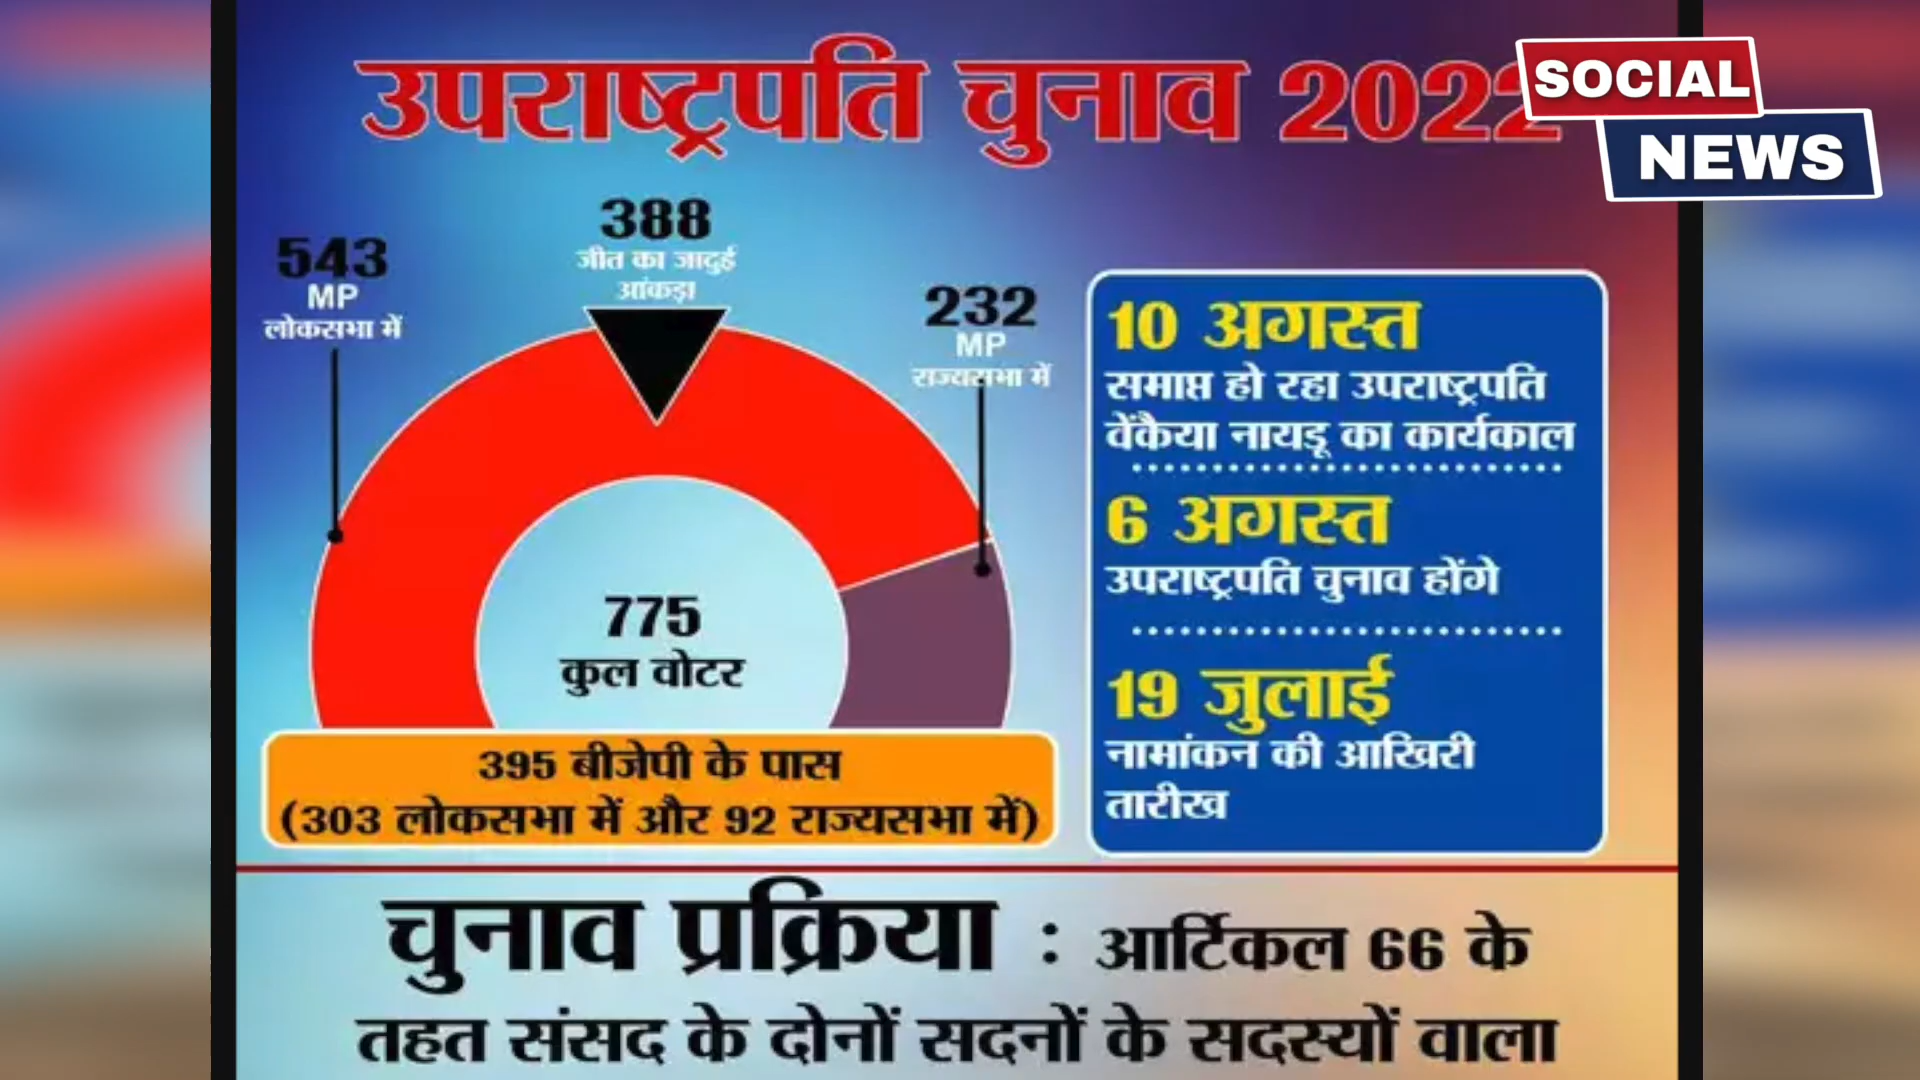 उपराष्ट्रपति चुनाव 2022
SOCIAL
NEWS
543
MP
लोकसभा में
388
जीत का जादुई
आंकड़ा
232
MP
राज्यसभा में
775
कुल वोटर
395 बीजेपी के पास
(303 लोकसभा में और 92 राज्यसभा में)
10 अगस्त
समाप्त हो रहा उपराष्ट्रपति
वेंकैया नायडू का कार्यकाल
6 अगस्त
उपराष्ट्रपति चुनाव होंगे
19 जुलाई
नामांकन की आखिरी
तारीख
चुनाव प्रक्रिया : आर्टिकल 66 के
तहत संसद के दोनों सदनों के सदस्यों वाला